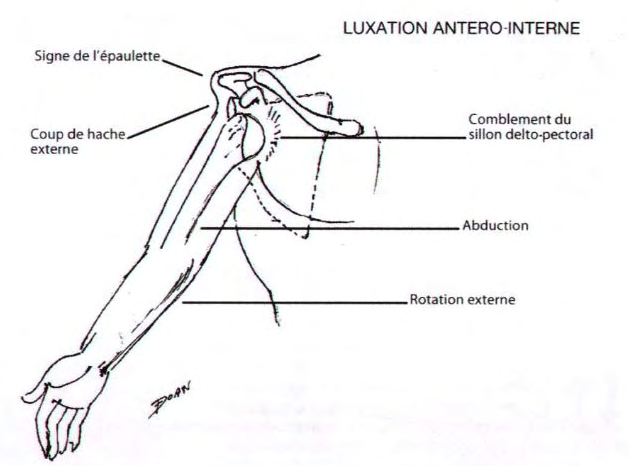 LUXATION ANTERO-INTERNE
Signe de l'épaulette
Coup de hache
externe
Comblement du
sillon delto-pectoral
Abduction
Rotation externe
DOAN